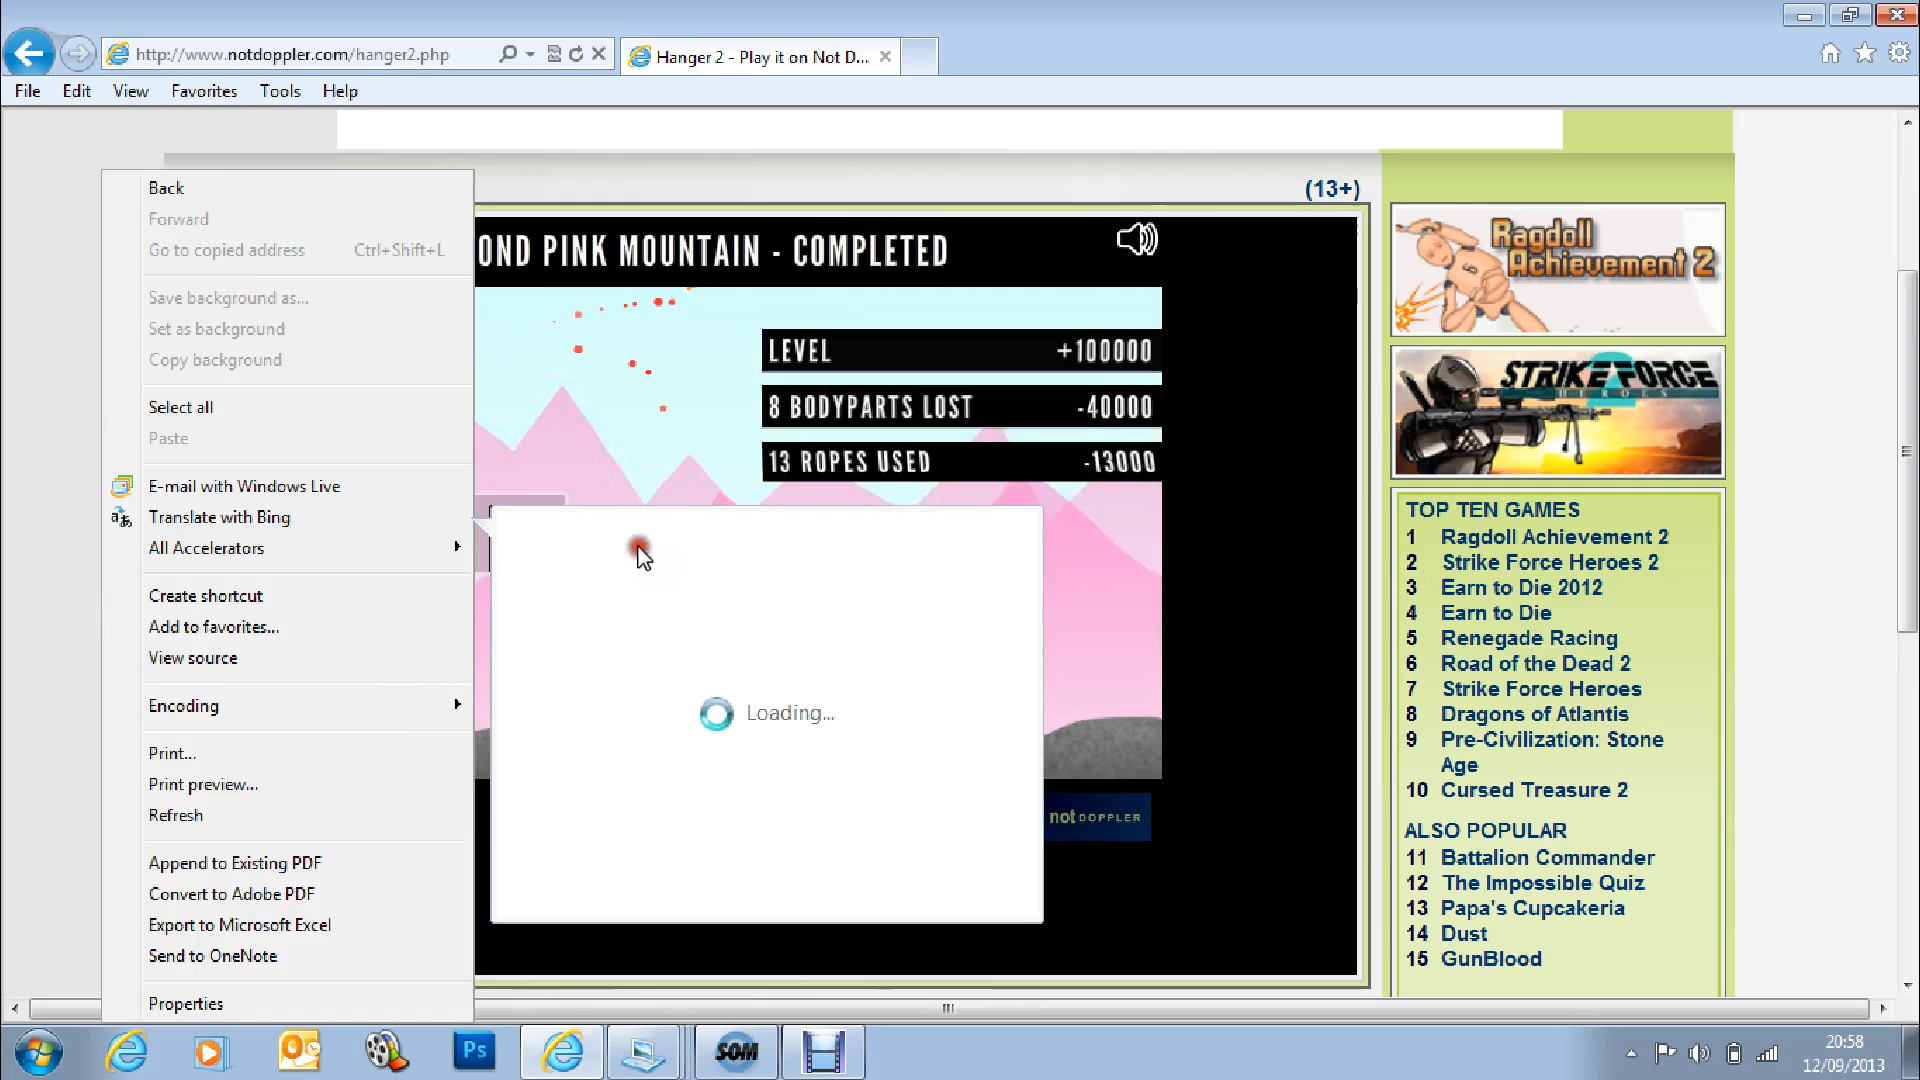 http://www.notdoppler.com/hanger2.php
Hanger 2 - Play it on Not D...
File Edit View Favorites Tools Help
(13+)
Back
Forward
Go to copied address Ctrl+Shift+L
Save background as...
Set as background
Copy background
Select all
Paste
E-mail with Windows Live
Translate with Bing
All Accelerators
Create shortcut
Add to favorites...
View source
Encoding
Print...
Print preview...
Refresh
Append to Existing PDF
Convert to Adobe PDF
Export to Microsoft Excel
Send to OneNote
Properties
OND PINK MOUNTAIN - COMPLETED
LEVEL +100000
8 BODYPARTS LOST -40000
13 ROPES USED -13000
Loading...
notDOPPLER
Ragdoll
Achievement 2
6
STRIKE FORCE
2
HEROES
TOP TEN GAMES
1 Ragdoll Achievement 2
2 Strike Force Heroes 2
3 Earn to Die 2012
4 Earn to Die
5 Renegade Racing
6 Road of the Dead 2
7 Strike Force Heroes
8 Dragons of Atlantis
9 Pre-Civilization: Stone
Age
10 Cursed Treasure 2
ALSO POPULAR
11 Battalion Commander
12 The Impossible Quiz
13 Papa's Cupcakeria
14 Dust
15 GunBlood
Ps
SOM
20:58
12/09/2013